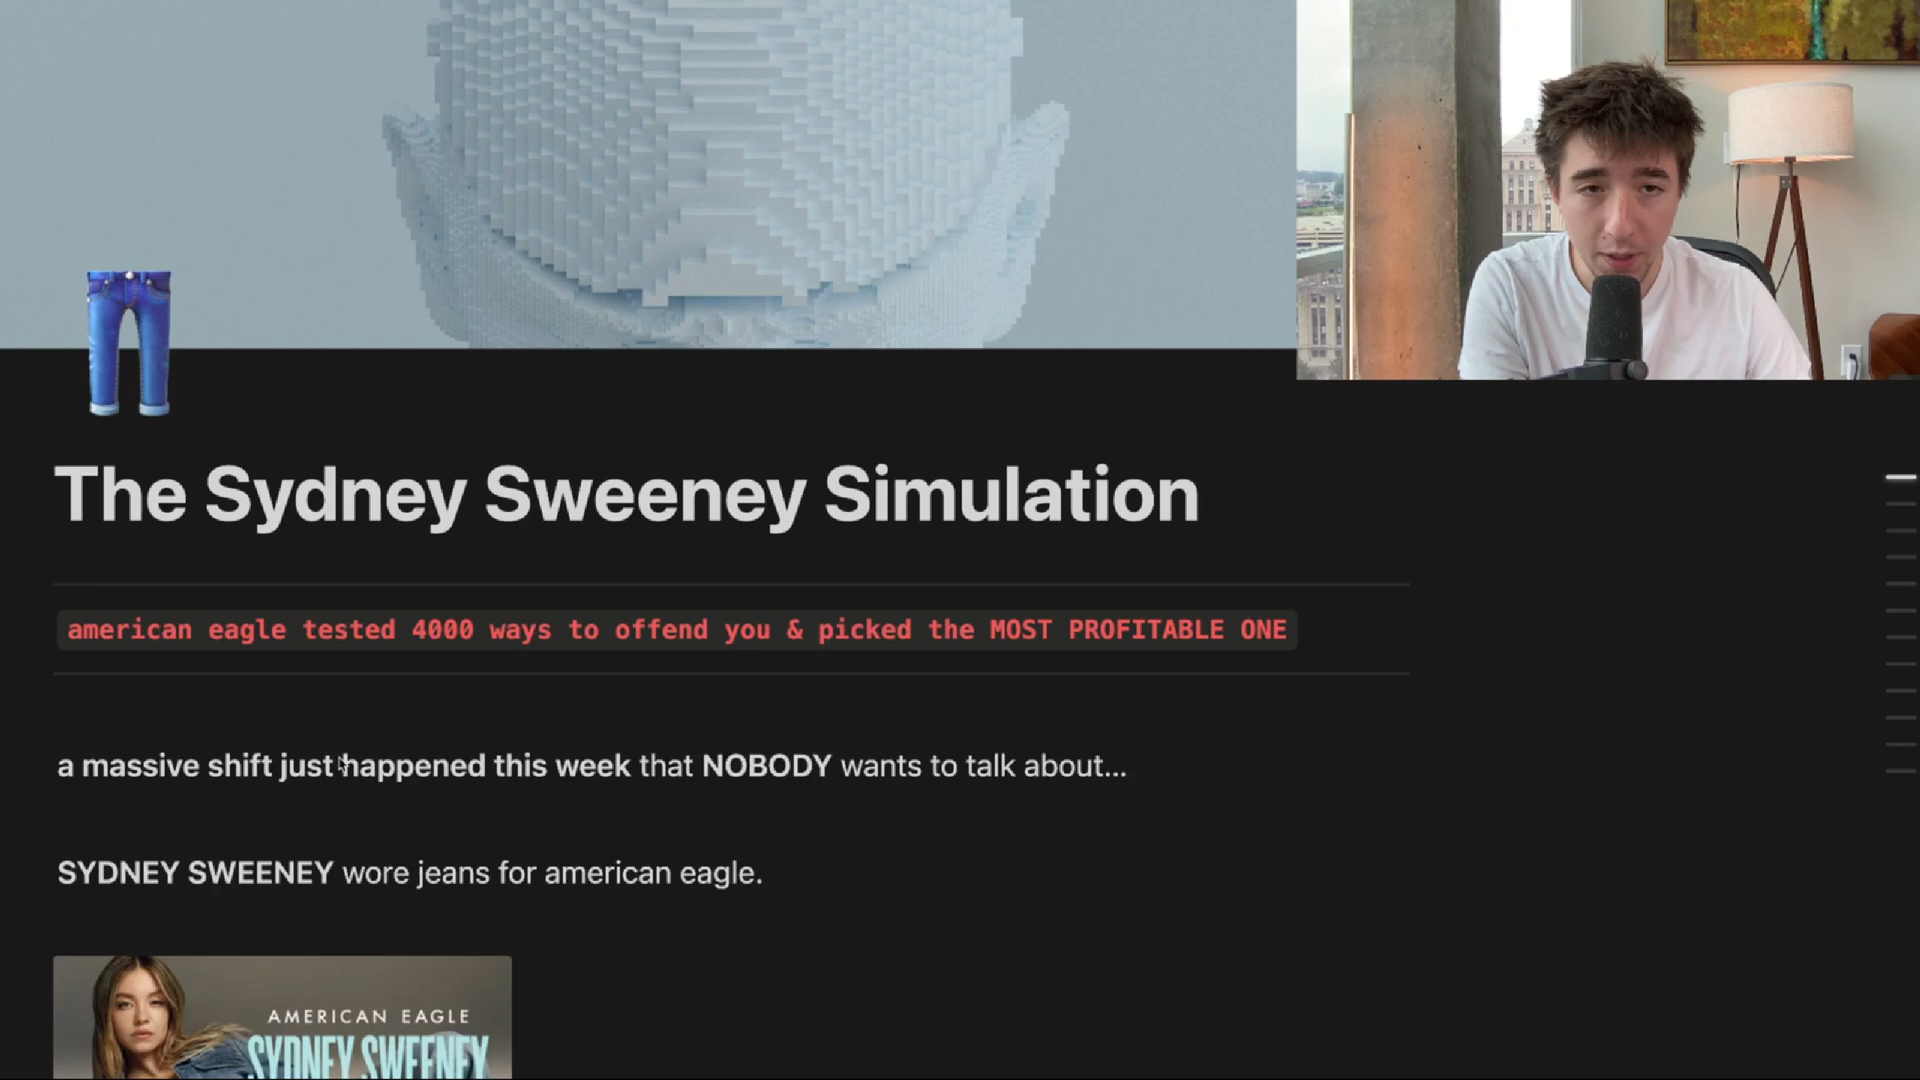 The Sydney Sweeney Simulation
american eagle tested 4000 ways to offend you & picked the MOST PROFITABLE ONE
a massive shift just happened this week that NOBODY wants to talk about...
SYDNEY SWEENEY wore jeans for american eagle.
AMERICAN EAGLE
SYDNEY SWEENEY